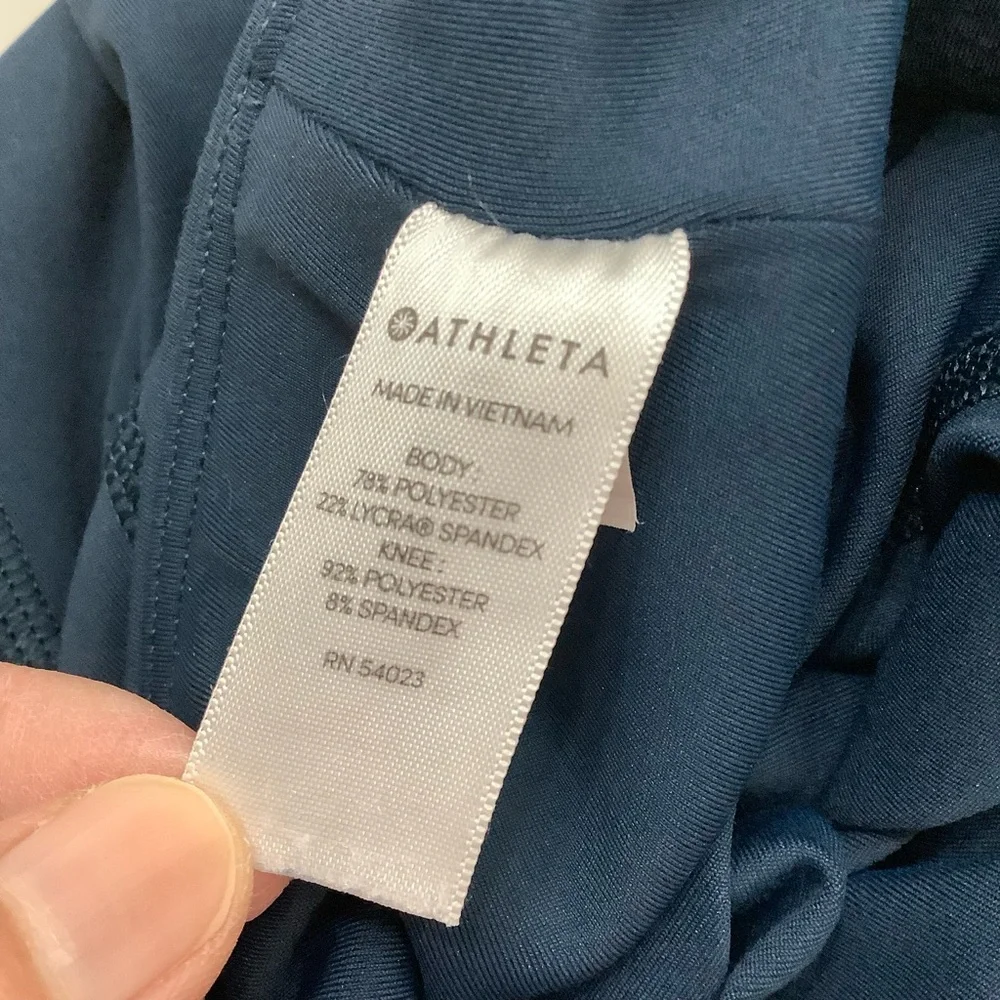 ATHLETA
MADE IN VIETNAM
BODY:
78% POLYESTER
22% LYCRA® SPANDEX
KNEE:
92% POLYESTER
8% SPANDEX
RN 54023